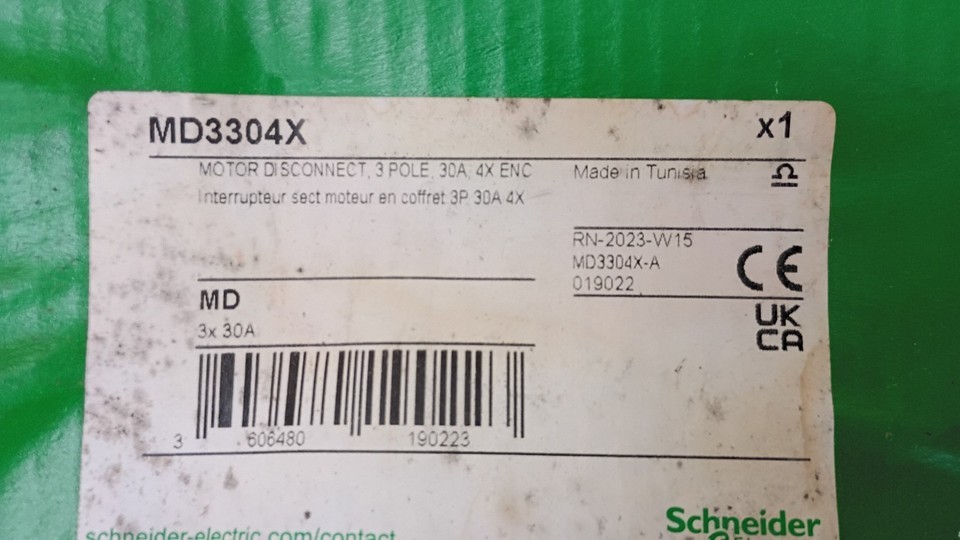 MD3304X
x1
MOTOR DISCONNECT, 3 POLE, 30A, 4X ENC
Interrupteur sect moteur en coffret 3P 30A 4X
Made in Tunisia
RN-2023-W15
MD3304X-A
019022
CE
UK
CA
MD
3x 30A
3 606480 190223
schneider-electric.com/contact
Schneider